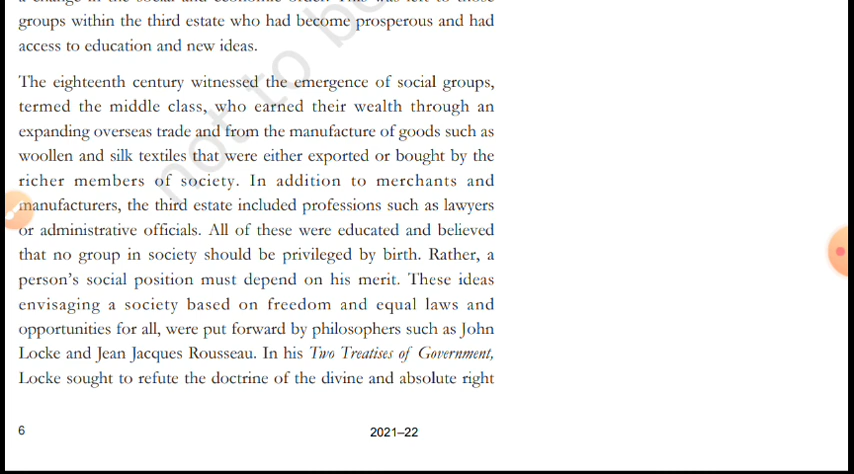 groups within the third estate who had become prosperous and had
access to education and new ideas.
The eighteenth century witnessed the emergence of social groups,
termed the middle class, who earned their wealth through an
expanding overseas trade and from the manufacture of goods such as
woollen and silk textiles that were either exported or bought by the
richer members of society. In addition to merchants and
manufacturers, the third estate included professions such as lawyers
or administrative officials. All of these were educated and believed
that no group in society should be privileged by birth. Rather, a
person's social position must depend on his merit. These ideas
envisaging a society based on freedom and equal laws and
opportunities for all, were put forward by philosophers such as John
Locke and Jean Jacques Rousseau. In his Two Treatises of Government,
Locke sought to refute the doctrine of the divine and absolute right
6
2021–22
not to be